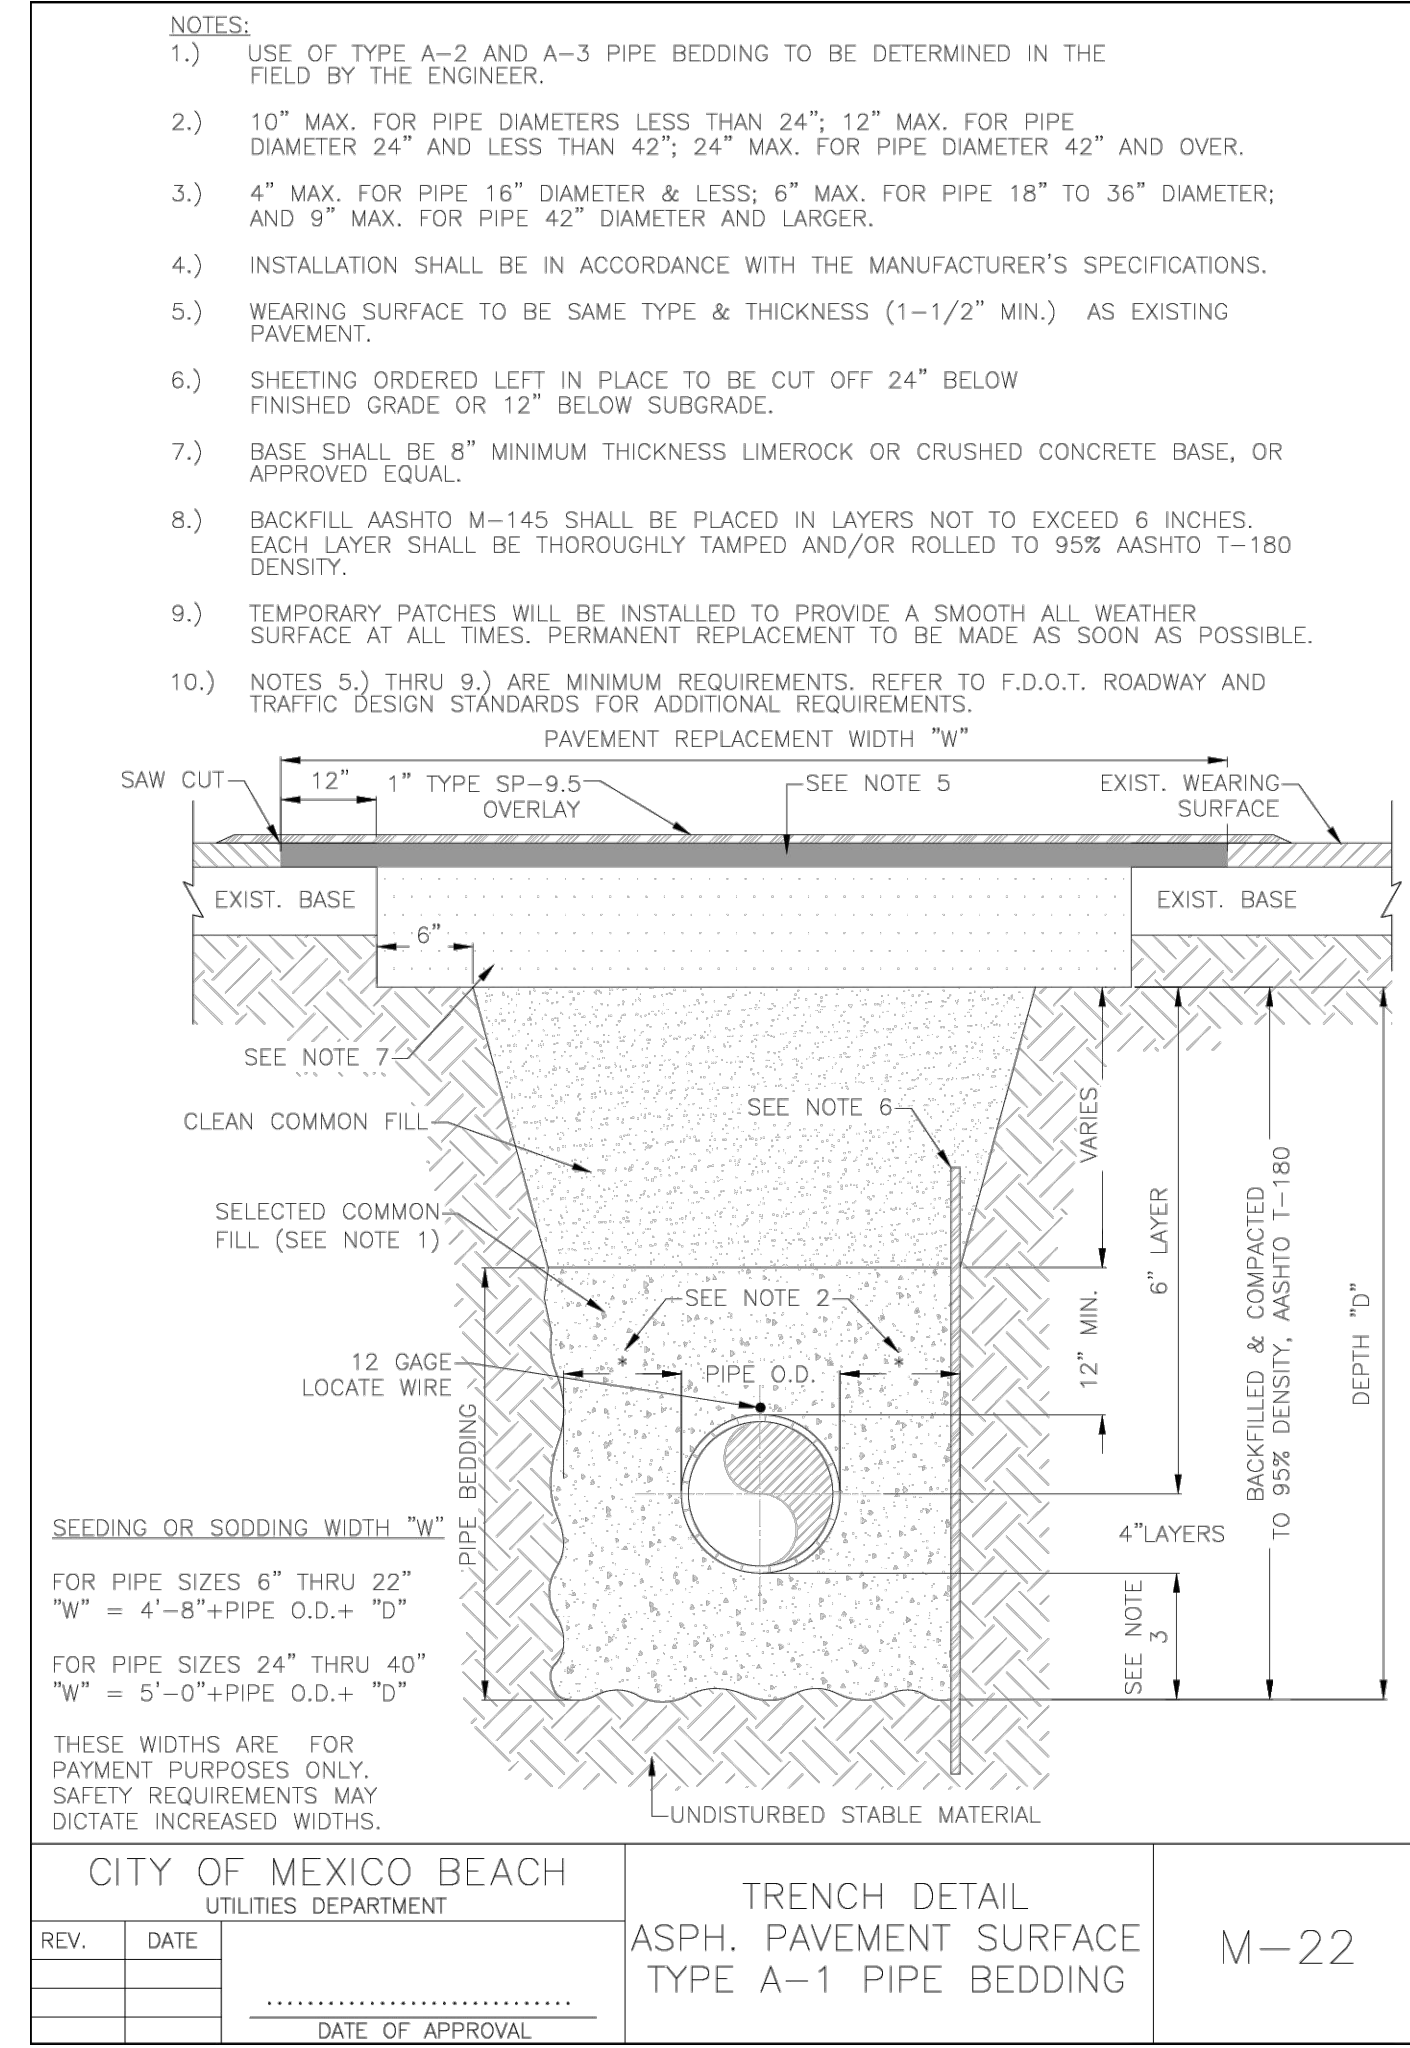 NOTES:
1.) USE OF TYPE A-2 AND A-3 PIPE BEDDING TO BE DETERMINED IN THE
FIELD BY THE ENGINEER.
2.) 10" MAX. FOR PIPE DIAMETERS LESS THAN 24"; 12" MAX. FOR PIPE
DIAMETER 24" AND LESS THAN 42"; 24" MAX. FOR PIPE DIAMETER 42" AND OVER.
3.) 4" MAX. FOR PIPE 16" DIAMETER & LESS; 6" MAX. FOR PIPE 18" TO 36" DIAMETER;
AND 9" MAX. FOR PIPE 42" DIAMETER AND LARGER.
4.) INSTALLATION SHALL BE IN ACCORDANCE WITH THE MANUFACTURER'S SPECIFICATIONS.
5.) WEARING SURFACE TO BE SAME TYPE & THICKNESS (1-1/2" MIN.) AS EXISTING
PAVEMENT.
6.) SHEETING ORDERED LEFT IN PLACE TO BE CUT OFF 24" BELOW
FINISHED GRADE OR 12" BELOW SUBGRADE.
7.) BASE SHALL BE 8" MINIMUM THICKNESS LIMEROCK OR CRUSHED CONCRETE BASE, OR
APPROVED EQUAL.
8.) BACKFILL AASHTO M-145 SHALL BE PLACED IN LAYERS NOT TO EXCEED 6 INCHES.
EACH LAYER SHALL BE THOROUGHLY TAMPED AND/OR ROLLED TO 95% AASHTO T-180
DENSITY.
9.) TEMPORARY PATCHES WILL BE INSTALLED TO PROVIDE A SMOOTH ALL WEATHER
SURFACE AT ALL TIMES. PERMANENT REPLACEMENT TO BE MADE AS SOON AS POSSIBLE.
10.) NOTES 5.) THRU 9.) ARE MINIMUM REQUIREMENTS. REFER TO F.D.O.T. ROADWAY AND
TRAFFIC DESIGN STANDARDS FOR ADDITIONAL REQUIREMENTS.
PAVEMENT REPLACEMENT WIDTH "W"
SAW CUT
12"
1" TYPE SP-9.5
OVERLAY
SEE NOTE 5
EXIST. WEARING
SURFACE
EXIST. BASE
EXIST. BASE
6"
SEE NOTE 7
CLEAN COMMON FILL
SEE NOTE 6
VARIES
SELECTED COMMON
FILL (SEE NOTE 1)
6" LAYER
BACKFILLED & COMPACTED
TO 95% DENSITY, AASHTO T-180
DEPTH "D"
SEE NOTE 2
12" MIN.
* *
12 GAGE
LOCATE WIRE
PIPE O.D.
PIPE BEDDING
4"LAYERS
SEE NOTE
3
SEEDING OR SODDING WIDTH "W"
FOR PIPE SIZES 6" THRU 22"
"W" = 4'-8"+PIPE O.D.+ "D"
FOR PIPE SIZES 24" THRU 40"
"W" = 5'-0"+PIPE O.D.+ "D"
THESE WIDTHS ARE FOR
PAYMENT PURPOSES ONLY.
SAFETY REQUIREMENTS MAY
DICTATE INCREASED WIDTHS.
UNDISTURBED STABLE MATERIAL
CITY OF MEXICO BEACH
UTILITIES DEPARTMENT
REV. DATE
..............................
DATE OF APPROVAL
TRENCH DETAIL
ASPH. PAVEMENT SURFACE
TYPE A-1 PIPE BEDDING
M-22